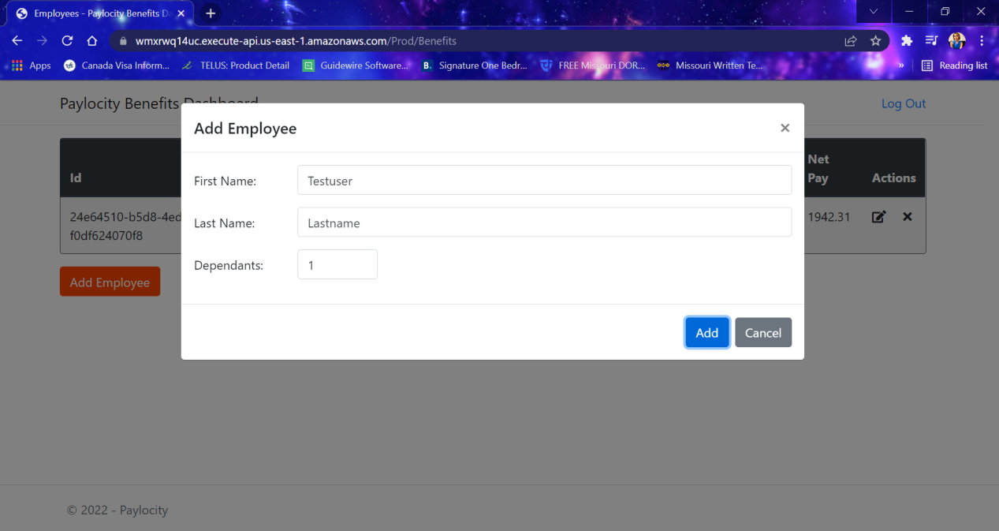 Employees - Paylocity Benefits Da
wmxrwq14uc.execute-api.us-east-1.amazonaws.com/Prod/Benefits
Apps Canada Visa Inform... TELUS: Product Detail Guidewire Software... B. Signature One Bedr... FREE Missouri DOR... Missouri Written Te... » Reading list
Paylocity Benefits Dashboard Log Out
Add Employee
Id Net Pay Actions
First Name: Testuser
24e64510-b5d8-4ed
f0df624070f8
1942.31
Last Name: Lastname
Dependants: 1
Add Employee
Add Cancel
© 2022 - Paylocity